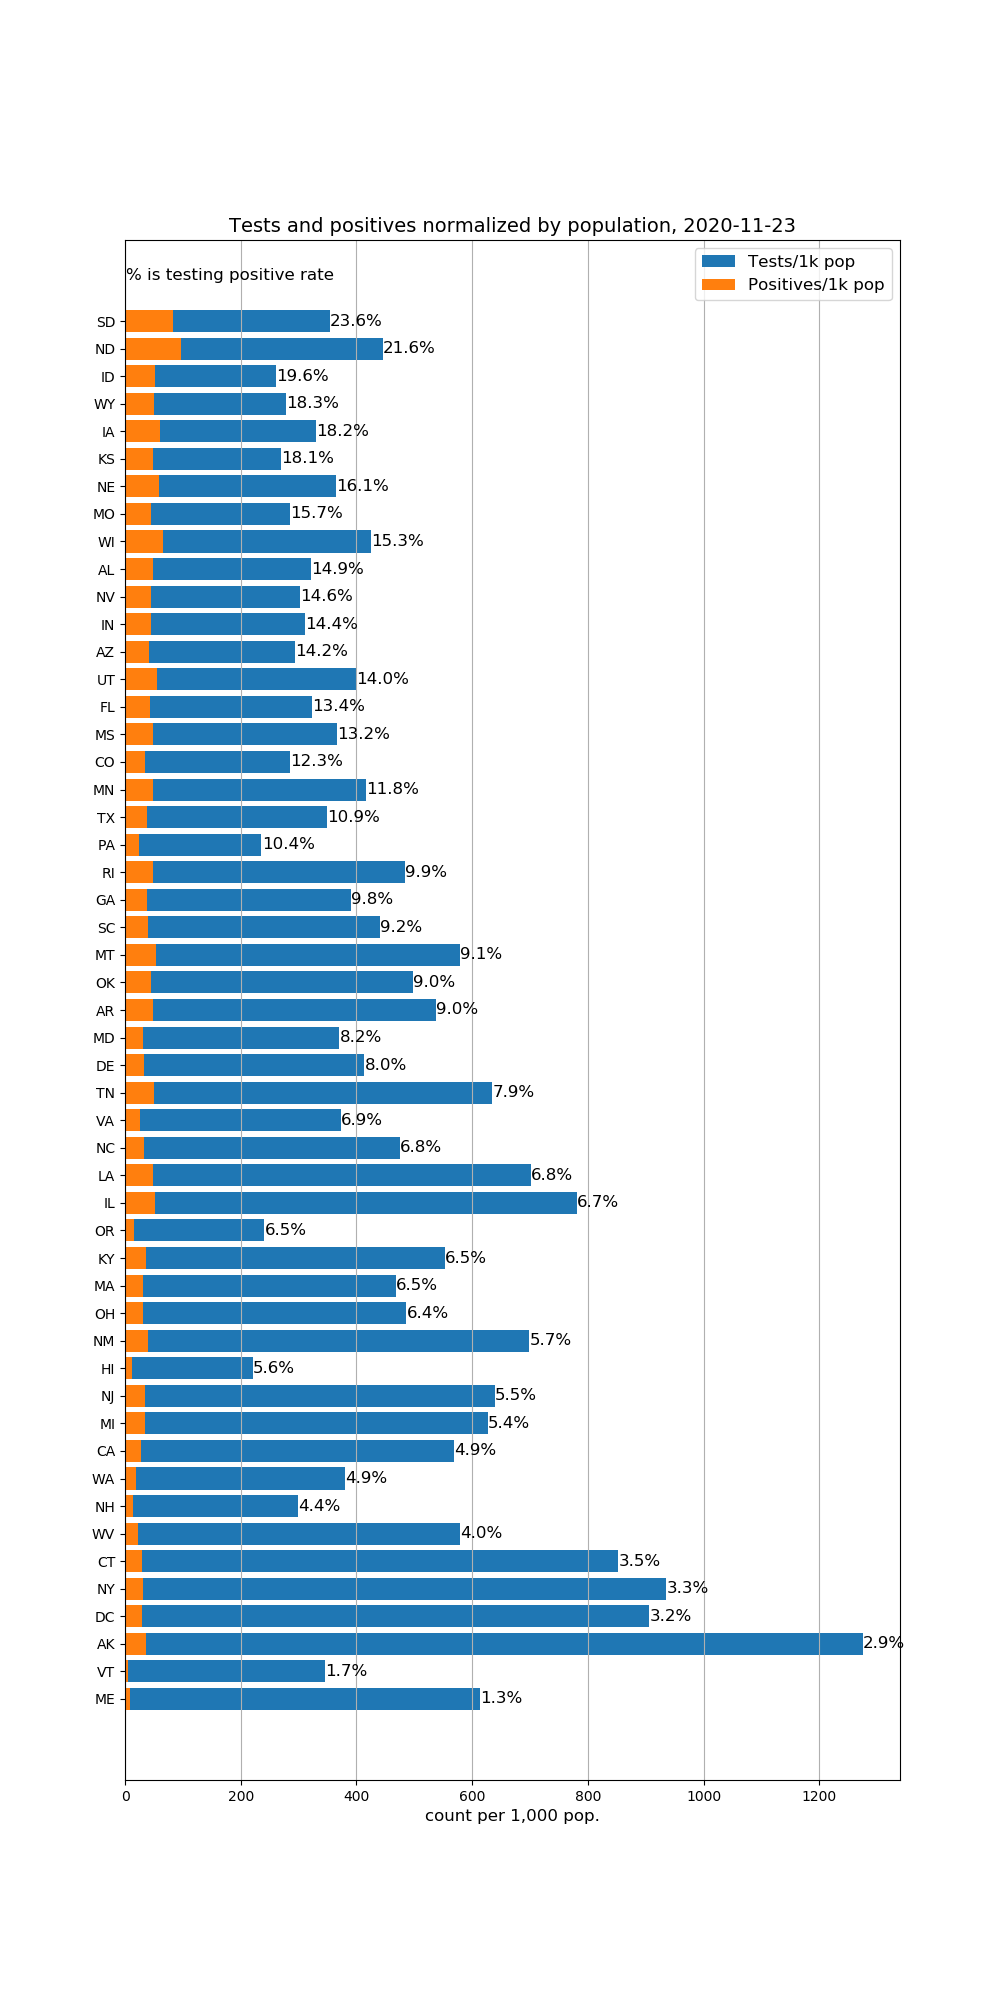 Tests and positives normalized by population, 2020-11-23
% is testing positive rate
Tests/1k pop
Positives/1k pop
SD 23.6%
ND 21.6%
ID 19.6%
WY 18.3%
IA 18.2%
KS 18.1%
NE 16.1%
MO 15.7%
WI 15.3%
AL 14.9%
NV 14.6%
IN 14.4%
AZ 14.2%
UT 14.0%
FL 13.4%
MS 13.2%
CO 12.3%
MN 11.8%
TX 10.9%
PA 10.4%
RI 9.9%
GA 9.8%
SC 9.2%
MT 9.1%
OK 9.0%
AR 9.0%
MD 8.2%
DE 8.0%
TN 7.9%
VA 6.9%
NC 6.8%
LA 6.8%
IL 6.7%
OR 6.5%
KY 6.5%
MA 6.5%
OH 6.4%
NM 5.7%
HI 5.6%
NJ 5.5%
MI 5.4%
CA 4.9%
WA 4.9%
NH 4.4%
WV 4.0%
CT 3.5%
NY 3.3%
DC 3.2%
AK 2.9%
VT 1.7%
ME 1.3%
0 200 400 600 800 1000 1200
count per 1,000 pop.